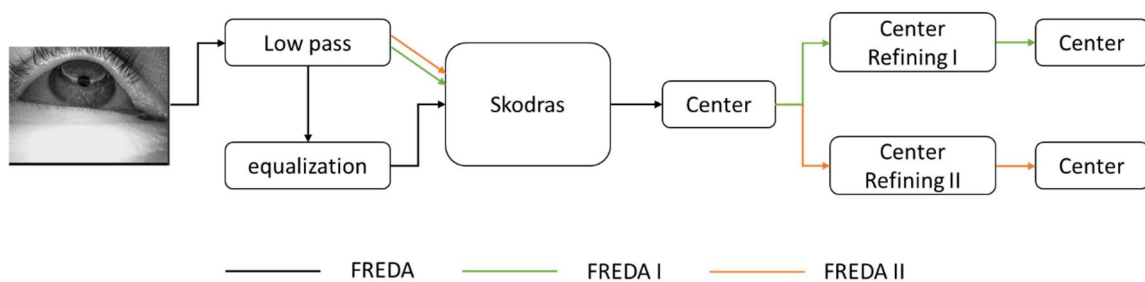 Low pass
equalization
Skodras
Center
Center
Refining I
Center
Center
Refining II
Center
FREDA
FREDA I
FREDA II